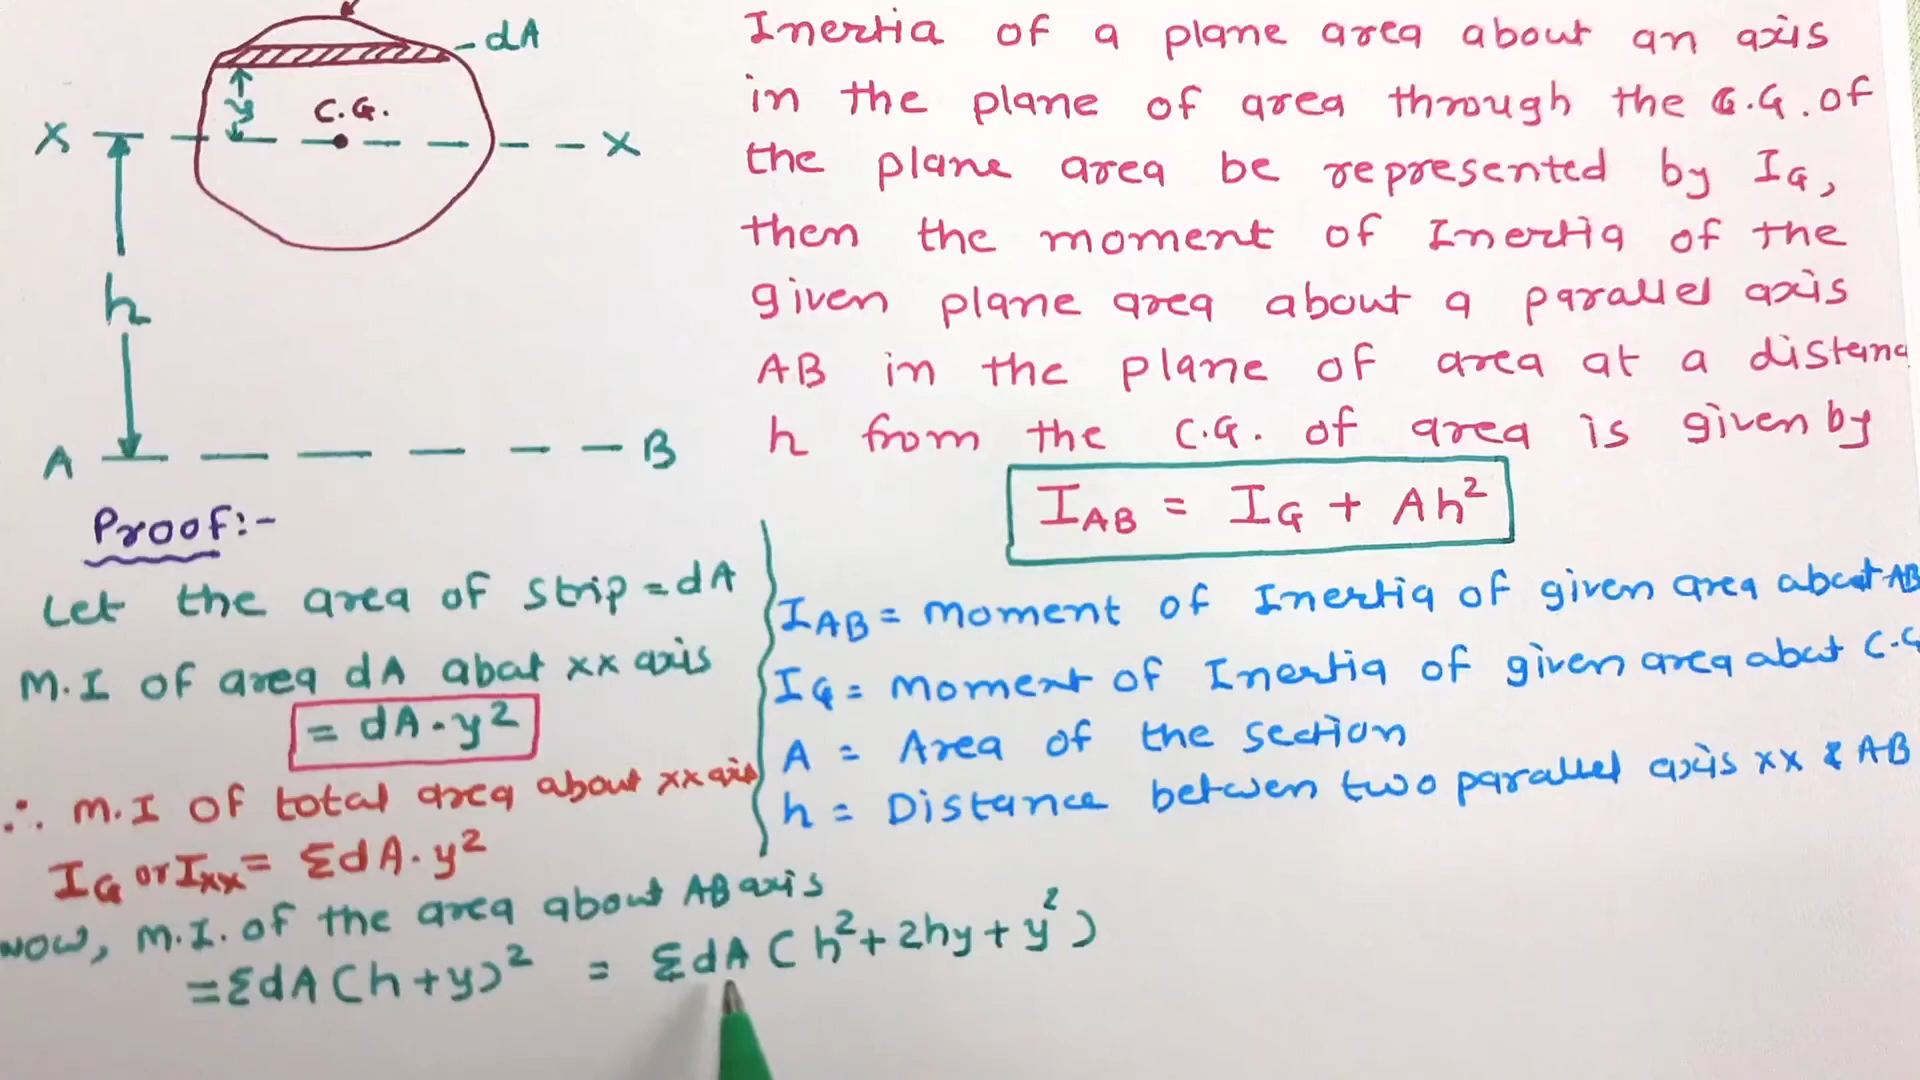 dA
y
C.G.
X
X
h
A
B
Inertia of a plane area about an axis
in the plane of area through the C.G. of
the plane area be represented by IG,
then the moment of Inertia of the
given plane area about a parallel axis
AB in the plane of area at a distanc
h from the C.G. of area is given by
IAB = IG + Ah²
Proof:-
Let the area of strip = dA
M.I of area dA about xx axis
= dA.y²
∴ M.I of total area about xx axis
IG or Ixx = ΣdA.y²
Now, M.I. of the area about AB axis
= ΣdA (h+y)² = ΣdA (h²+2hy+y²)
IAB = Moment of Inertia of given area about AB
IG = Moment of Inertia of given area about C.G
A = Area of the section
h = Distance between two parallel axis xx & AB